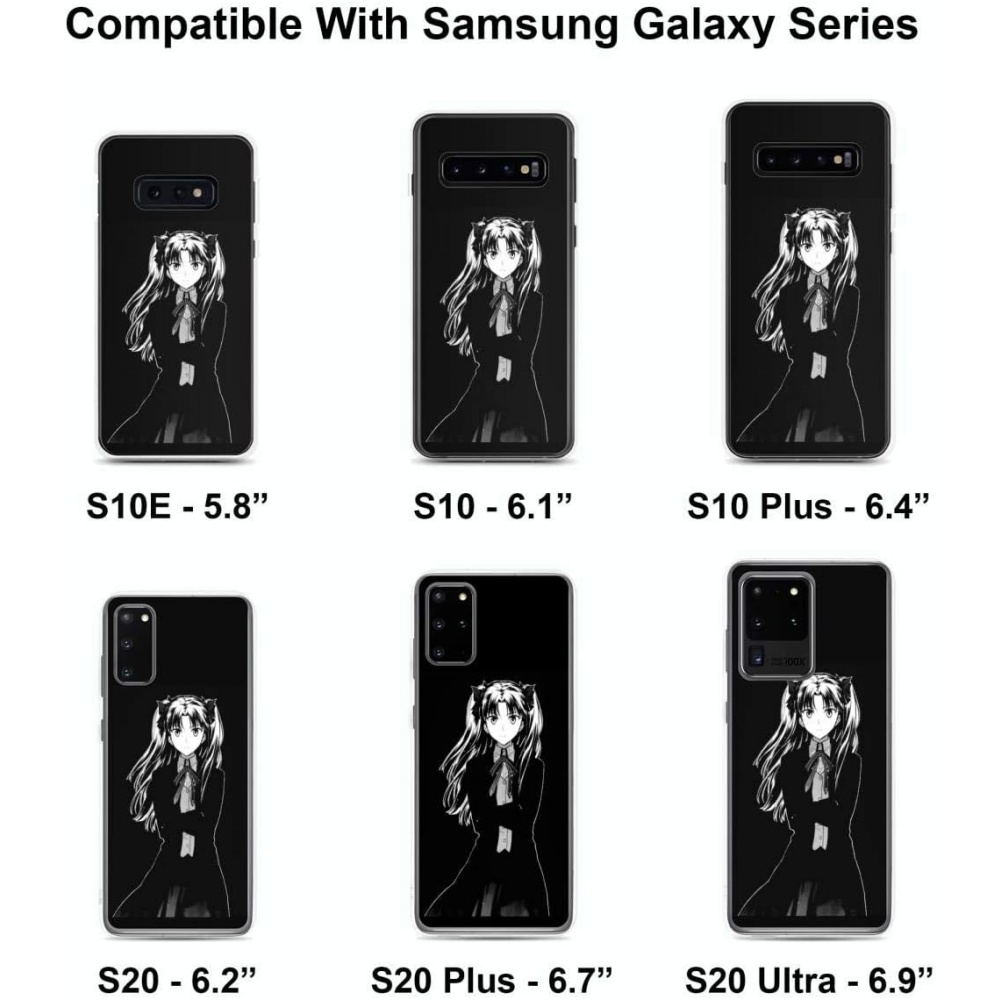 Compatible With Samsung Galaxy Series
S10E - 5.8”
S10 - 6.1”
S10 Plus - 6.4”
S20 - 6.2”
S20 Plus - 6.7”
S20 Ultra - 6.9”